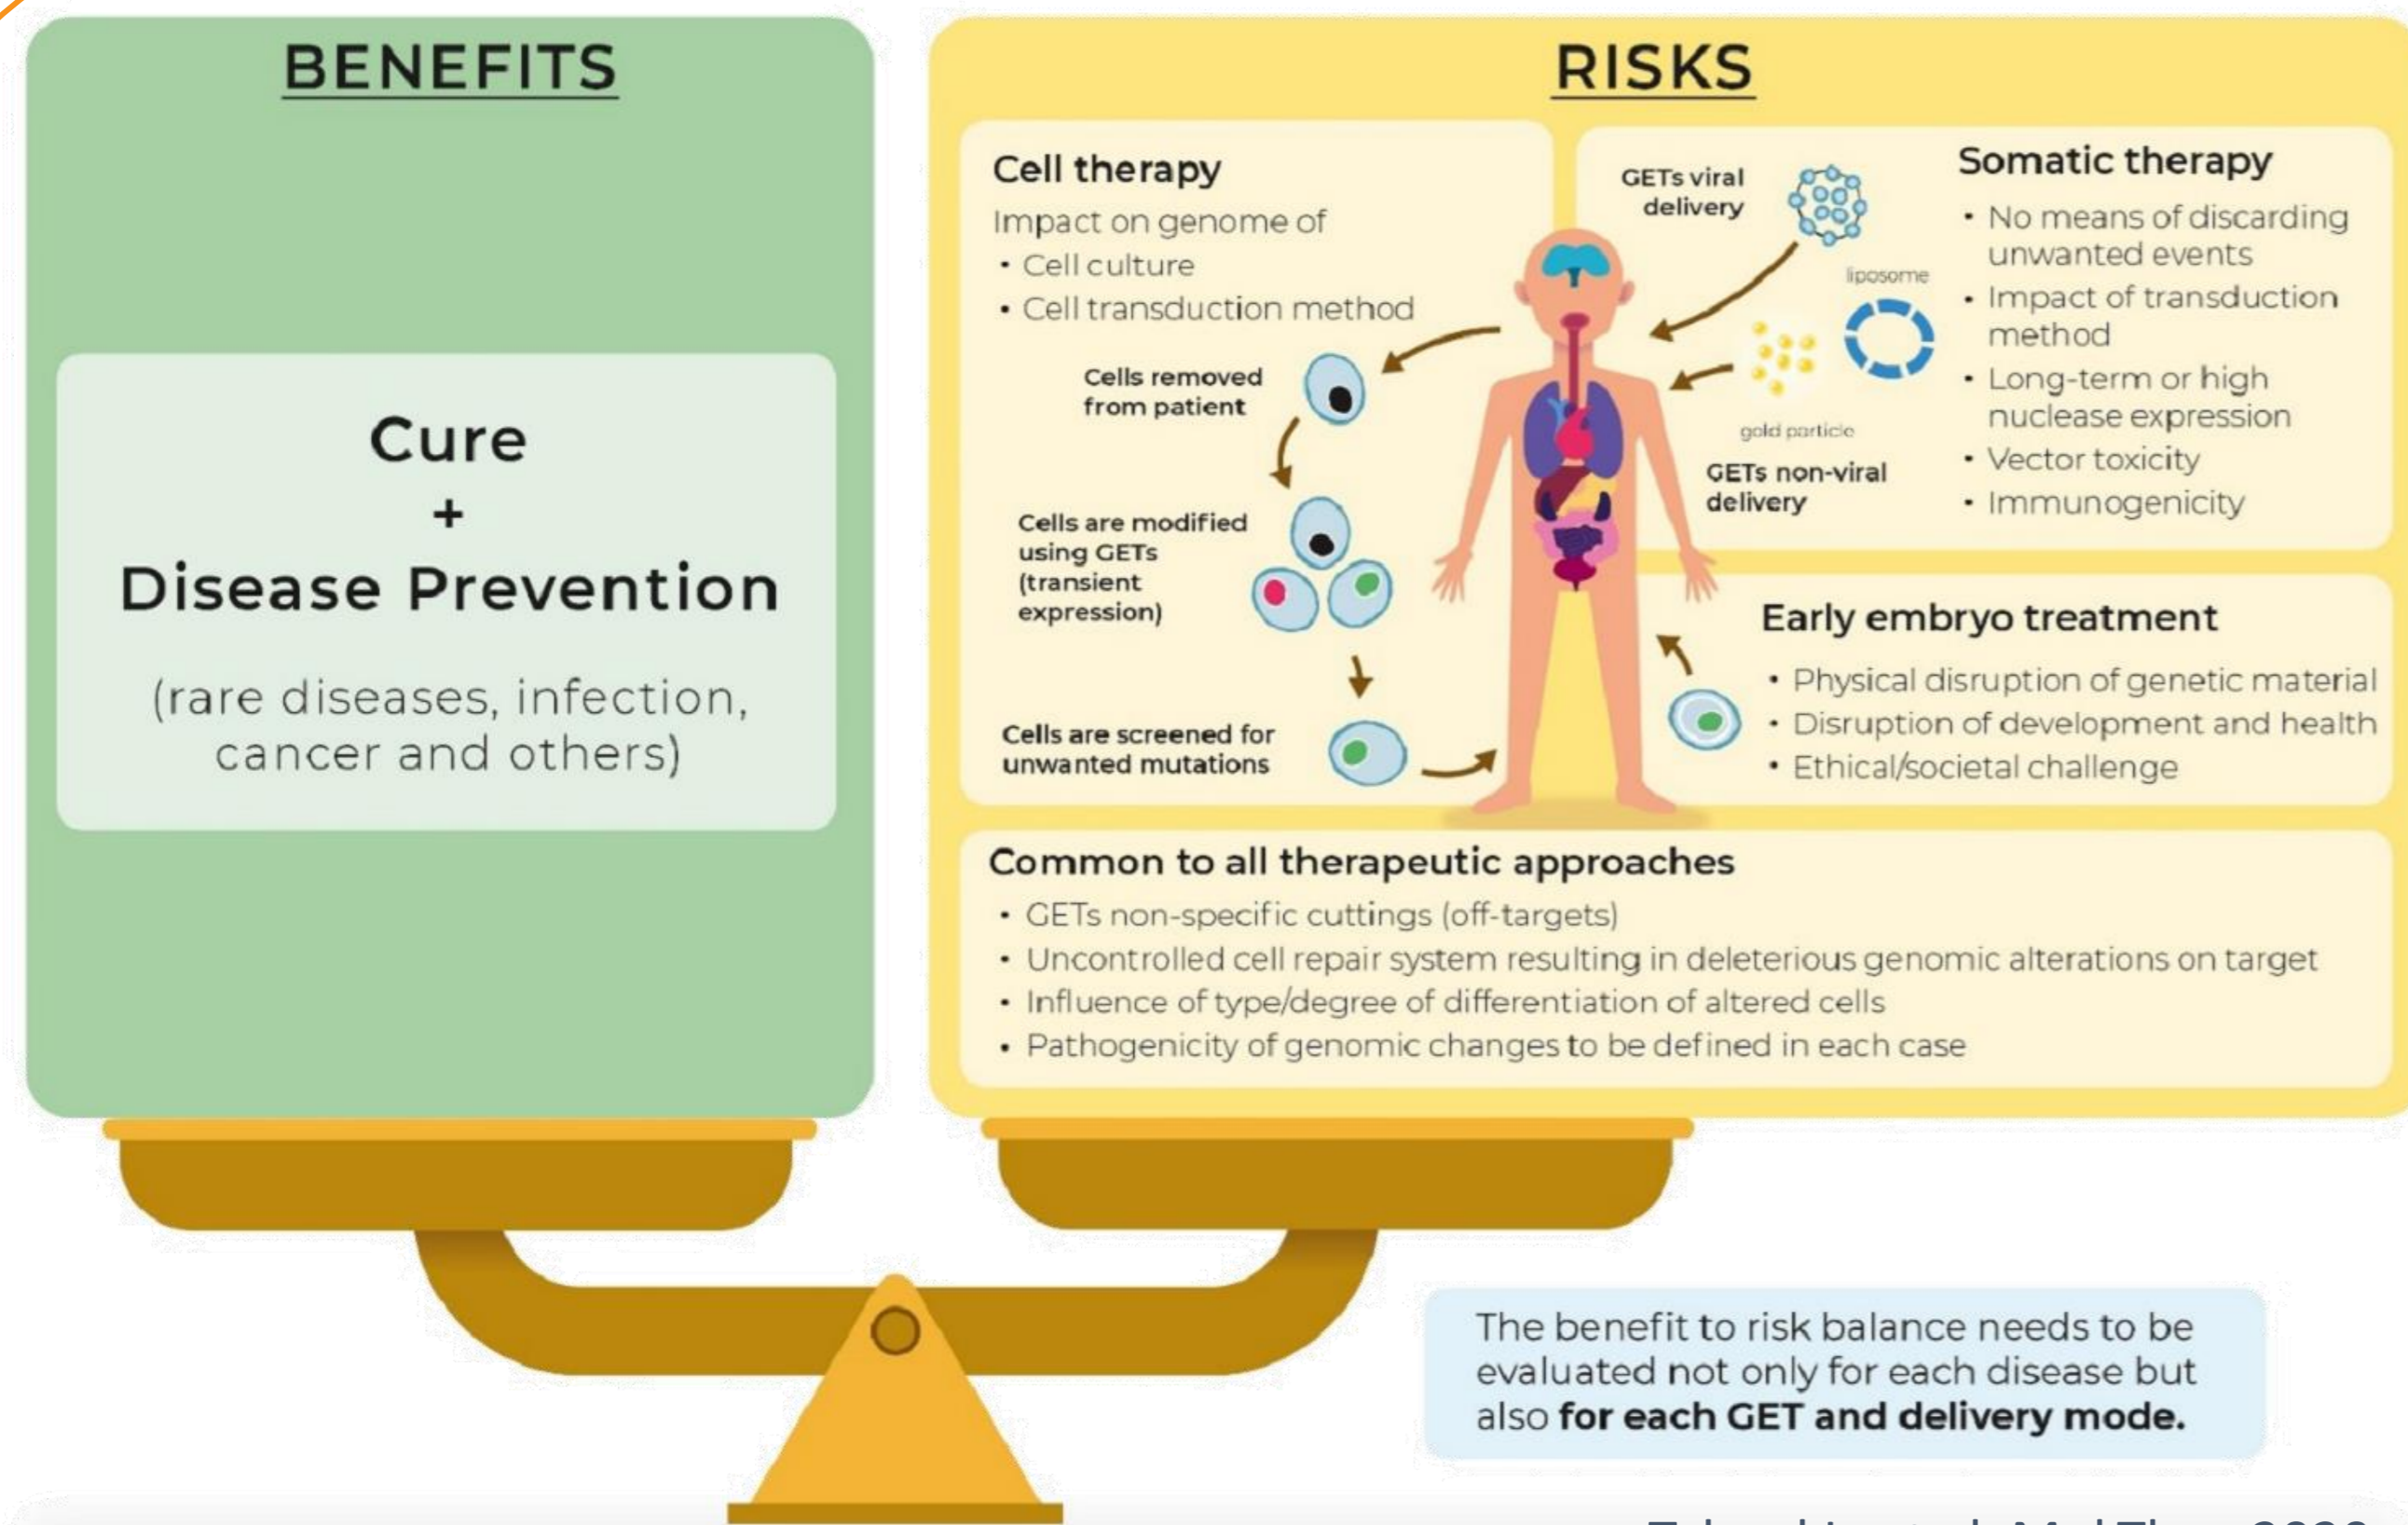 BENEFITS
Cure
+
Disease Prevention
(rare diseases, infection,
cancer and others)
RISKS
Cell therapy
Impact on genome of
• Cell culture
• Cell transduction method
Cells removed
from patient
Cells are modified
using GETs
(transient
expression)
Cells are screened for
unwanted mutations
GETs viral
delivery
liposome
gold particle
GETs non-viral
delivery
Somatic therapy
• No means of discarding
unwanted events
• Impact of transduction
method
• Long-term or high
nuclease expression
• Vector toxicity
• Immunogenicity
Early embryo treatment
• Physical disruption of genetic material
• Disruption of development and health
• Ethical/societal challenge
Common to all therapeutic approaches
• GETs non-specific cuttings (off-targets)
• Uncontrolled cell repair system resulting in deleterious genomic alterations on target
• Influence of type/degree of differentiation of altered cells
• Pathogenicity of genomic changes to be defined in each case
The benefit to risk balance needs to be
evaluated not only for each disease but
also for each GET and delivery mode.